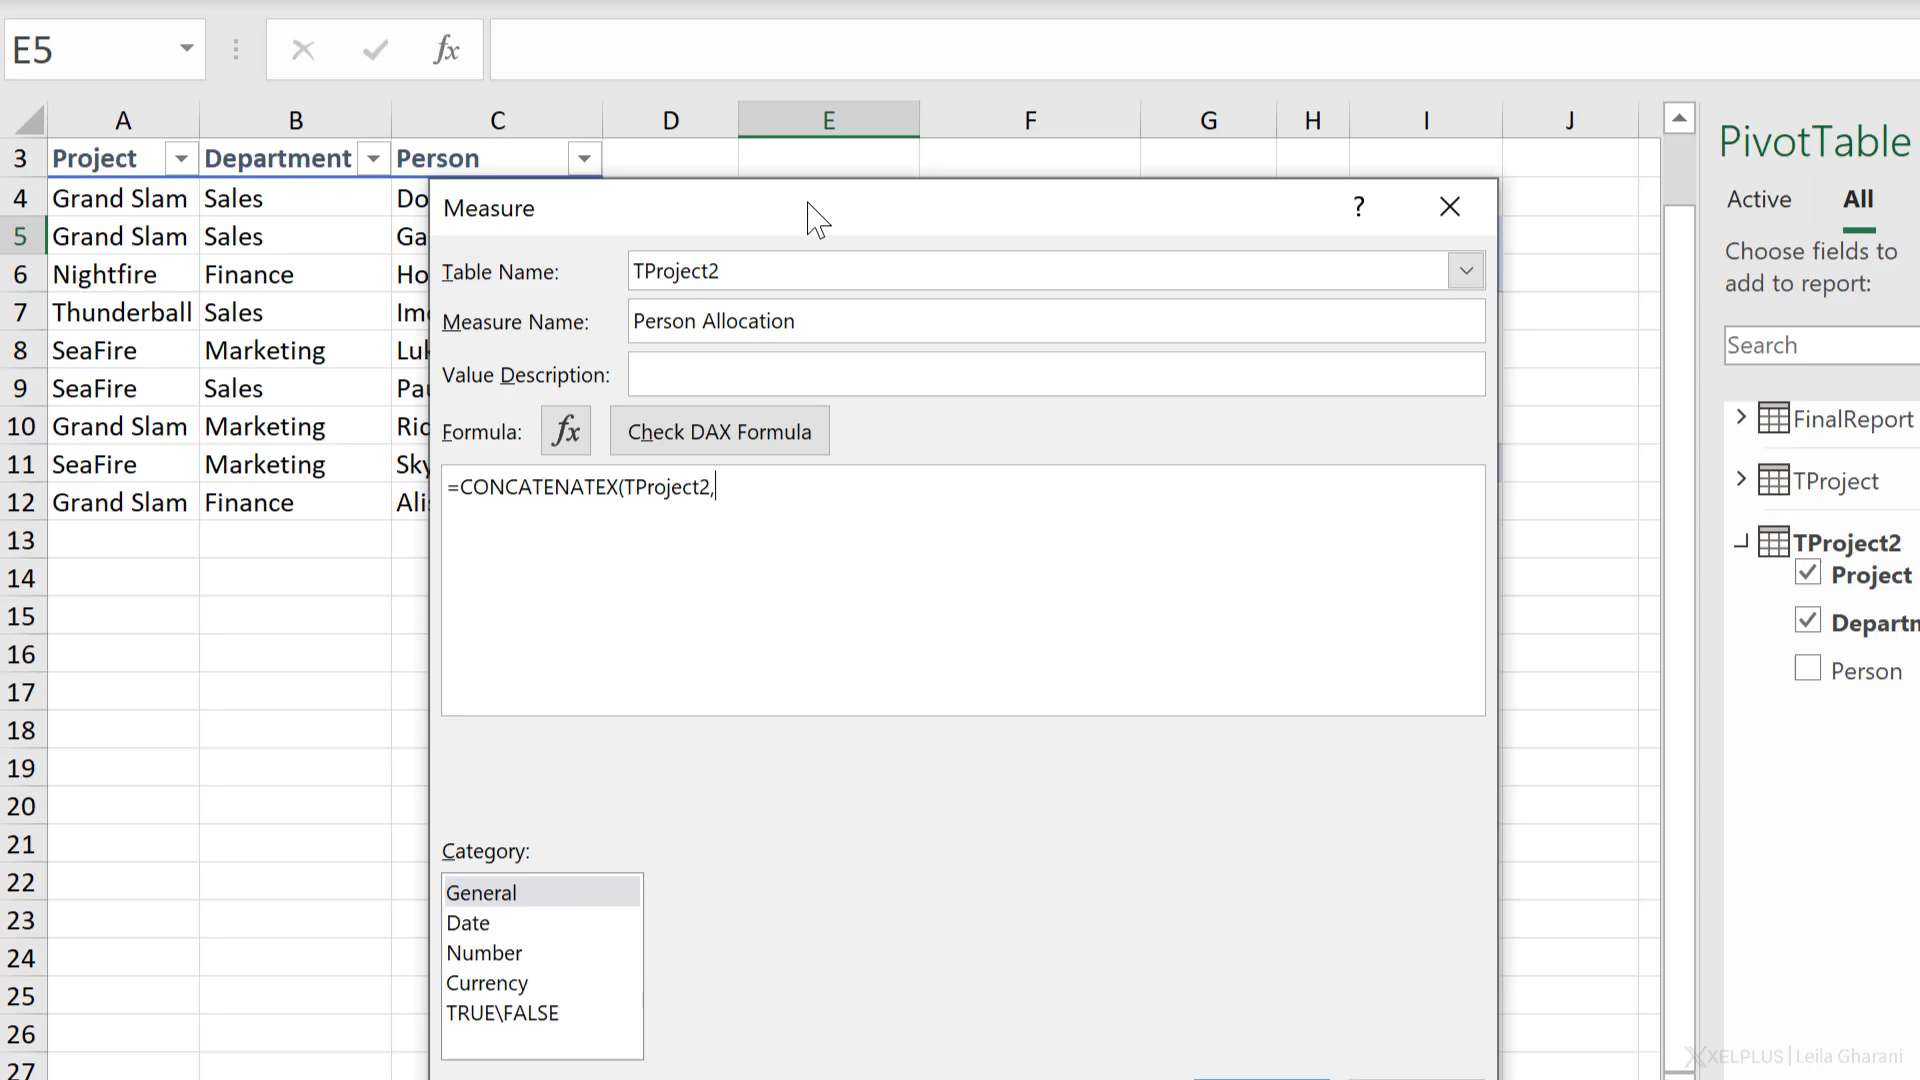 E5
fx
A B C D E F G H I J
3 Project Department Person
4 Grand Slam Sales Do
5 Grand Slam Sales Ga
6 Nightfire Finance Ho
7 Thunderball Sales
8 SeaFire Marketing Luk
9 SeaFire Sales Pau
10 Grand Slam Marketing Ric
11 SeaFire Marketing Sky
12 Grand Slam Finance Ali
13
14
15
16
17
18
19
20
21
22
23
24
25
26
27
Measure ?
Table Name: TProject2
Measure Name: Person Allocation
Value Description:
Formula: fx Check DAX Formula
=CONCATENATEX(TProject2,
Category:
General
Date
Number
Currency
TRUE\FALSE
PivotTable
Active All
Choose fields to
add to report:
Search
FinalReport
TProject
TProject2
Project
Departm
Person
XELPLUS | Leila Gharani